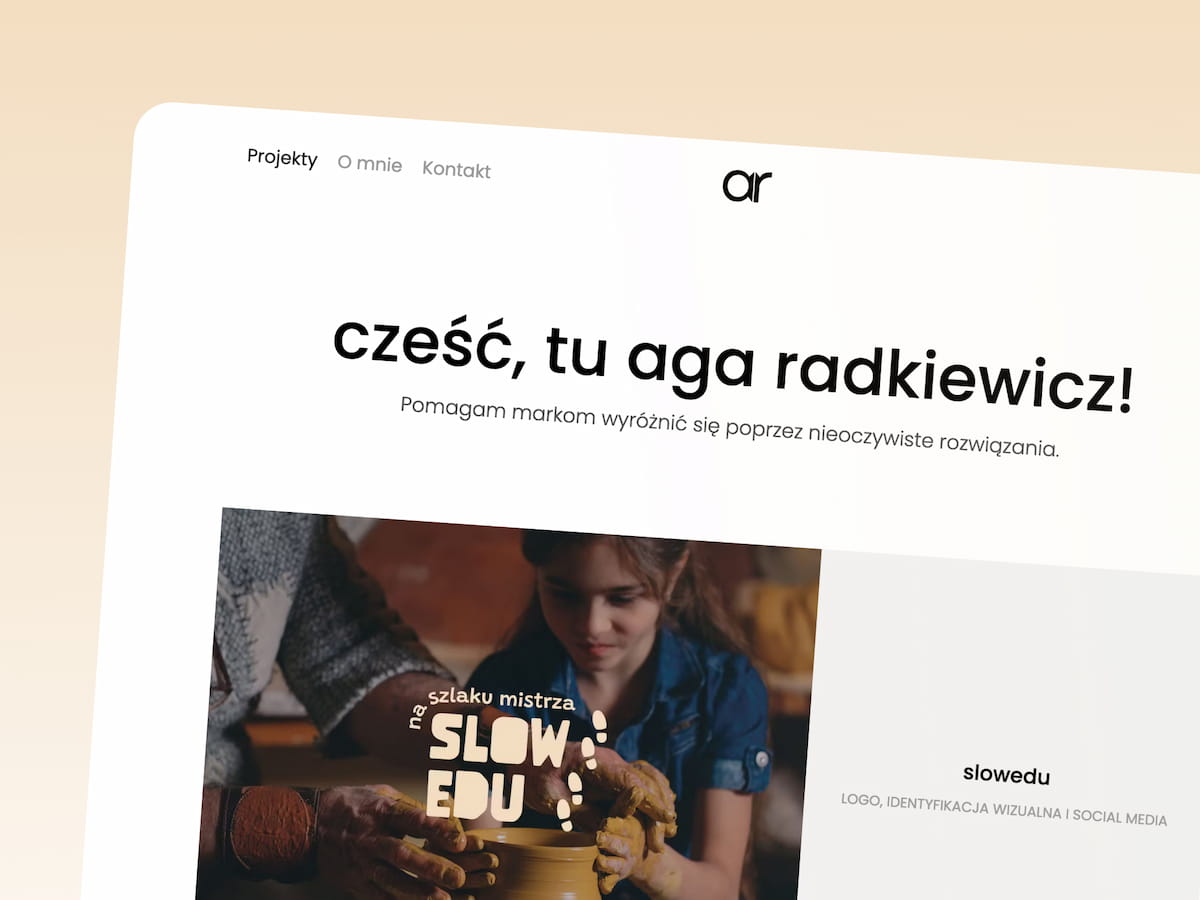 Projekty O mnie Kontakt
ar
cześć, tu aga radkiewicz!
Pomagam markom wyróżnić się poprzez nieoczywiste rozwiązania.
na szlaku mistrza
SLOW
EDU
slowedu
LOGO, IDENTYFIKACJA WIZUALNA I SOCIAL MEDIA